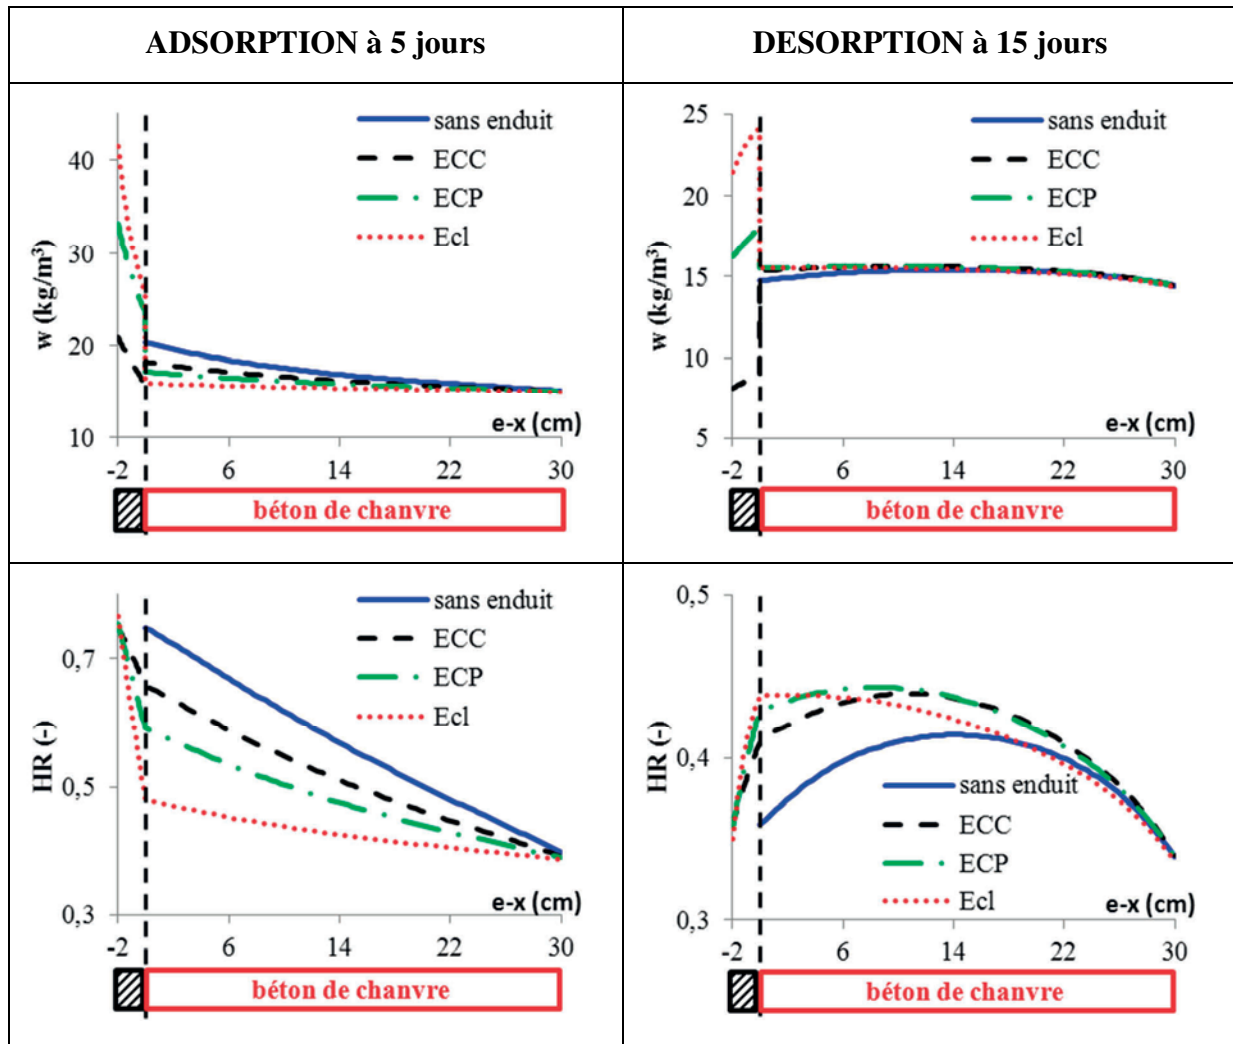 ADSORPTION à 5 jours
DESORPTION à 15 jours
w (kg/m³)
40
30
20
10
sans enduit
ECC
ECP
Ecl
e-x (cm)
-2 6 14 22 30
béton de chanvre
w (kg/m³)
25
20
15
10
5
sans enduit
ECC
ECP
Ecl
e-x (cm)
-2 6 14 22 30
béton de chanvre
HR (-)
0,7
0,5
0,3
sans enduit
ECC
ECP
Ecl
e-x (cm)
-2 6 14 22 30
béton de chanvre
HR (-)
0,5
0,4
0,3
sans enduit
ECC
ECP
Ecl
e-x (cm)
-2 6 14 22 30
béton de chanvre